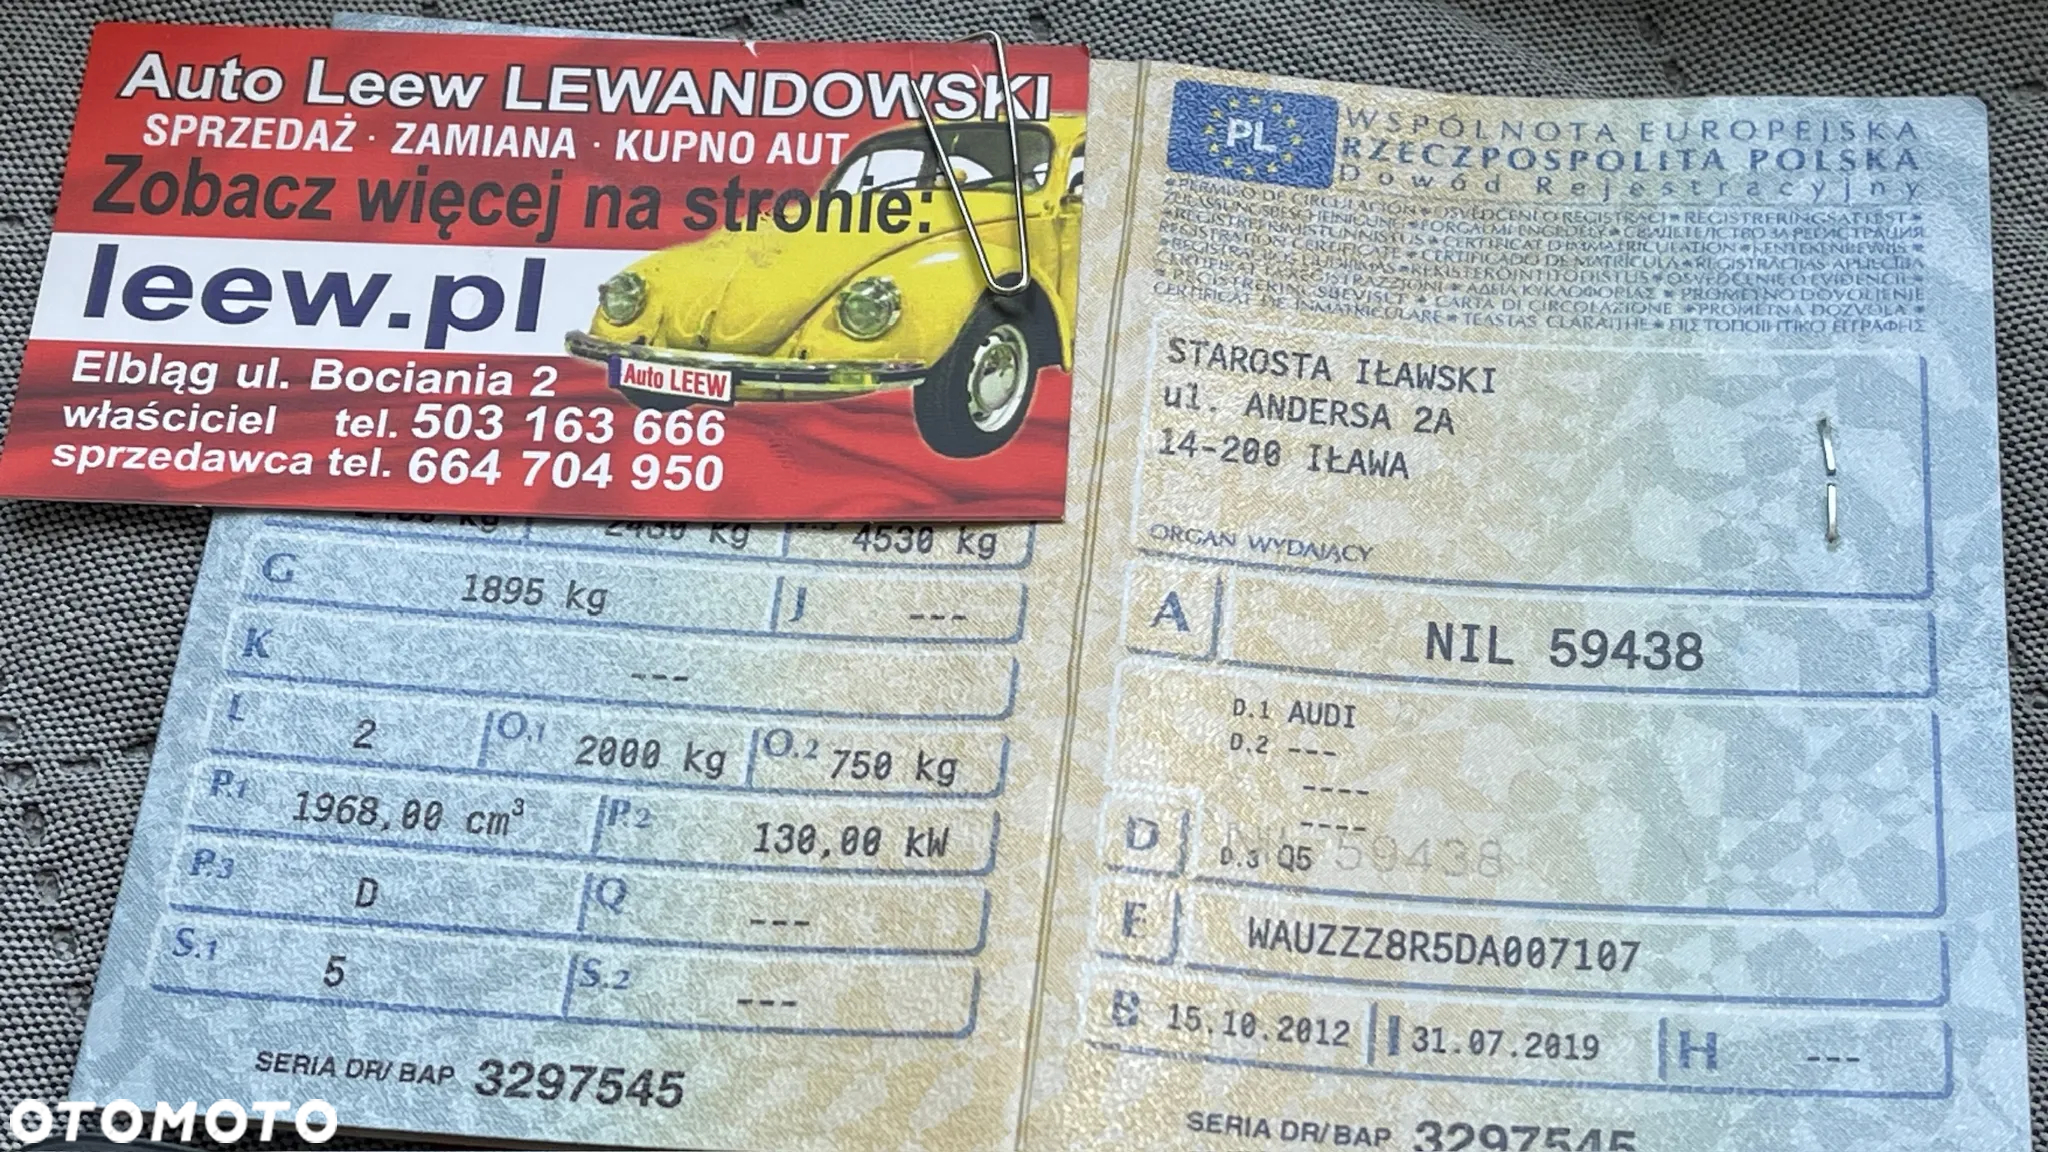 Auto Leew LEWANDOWSKI
SPRZEDAŻ · ZAMIANA · KUPNO AUT
Zobacz więcej na stronie:
leew.pl
Elbląg ul. Bociania 2
właściciel tel. 503 163 666
sprzedawca tel. 664 704 950
Auto LEEW
2430 kg 4530 kg
G 1895 kg J ---
K ---
L 2 O.1 2000 kg O.2 750 kg
P.1 1968,00 cm³ P.2 130,00 kW
P.3 D Q ---
S.1 5 S.2 ---
SERIA DR/BAP 3297545
OTOMOTO
PL
WSPÓLNOTA EUROPEJSKA
RZECZPOSPOLITA POLSKA
Dowód Rejestracyjny
STAROSTA IŁAWSKI
ul. ANDERSA 2A
14-200 IŁAWA
ORGAN WYDAJĄCY
A NIL 59438
D.1 AUDI
D.2 ---
----
----
D D.3 Q5 59438
E WAUZZZ8R5DA007107
B 15.10.2012 I 31.07.2019 H ---
SERIA DR/BAP 3297545